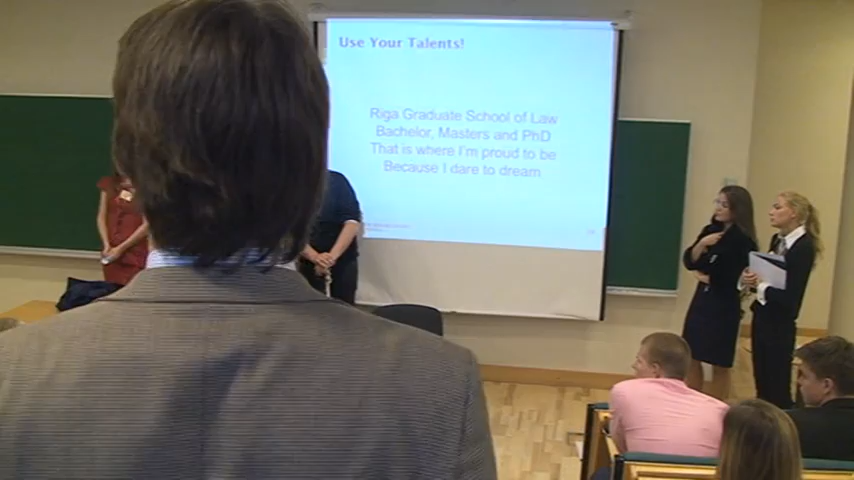 Use Your Talents!
Riga Graduate School of Law
Bachelor, Masters and PhD
That is where I'm proud to be
Because I dare to dream